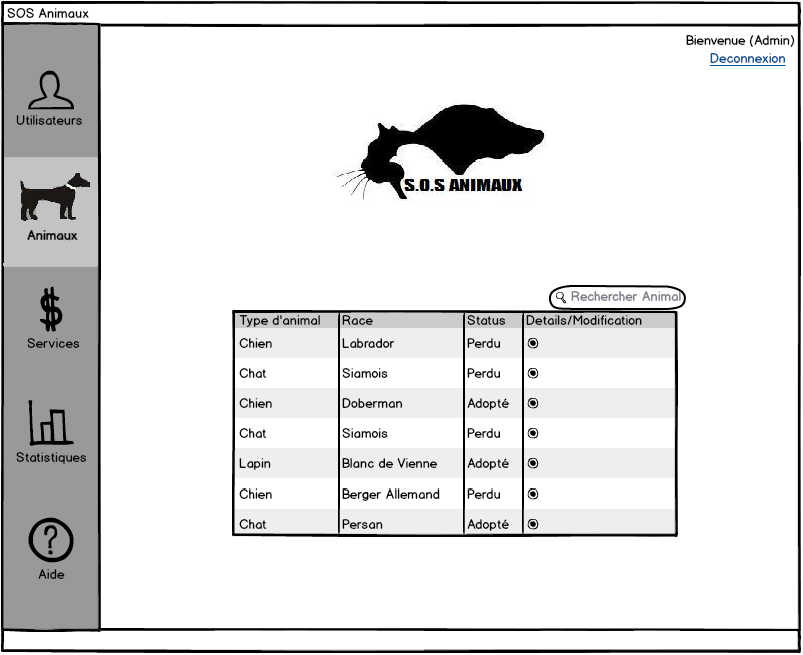 SOS Animaux
Bienvenue (Admin)
Deconnexion
Utilisateurs
Animaux
Services
Statistiques
Aide
S.O.S ANIMAUX
Rechercher Animal
Type d'animal Race Status Details/Modification
Chien Labrador Perdu
Chat Siamois Perdu
Chien Doberman Adopté
Chat Siamois Perdu
Lapin Blanc de Vienne Adopté
Chien Berger Allemand Perdu
Chat Persan Adopté